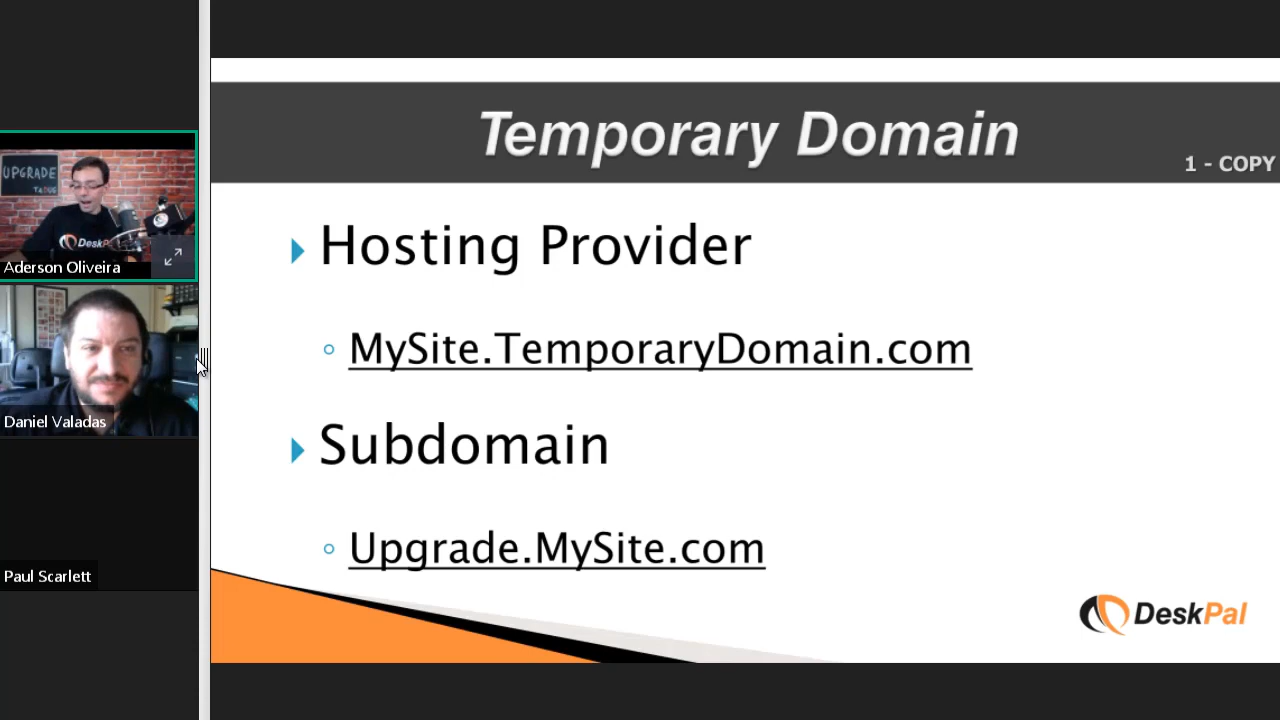 Temporary Domain
1 - COPY
Hosting Provider
MySite.TemporaryDomain.com
Subdomain
Upgrade.MySite.com
DeskPal
UPGRADE
Aderson Oliveira
Daniel Valadas
Paul Scarlett